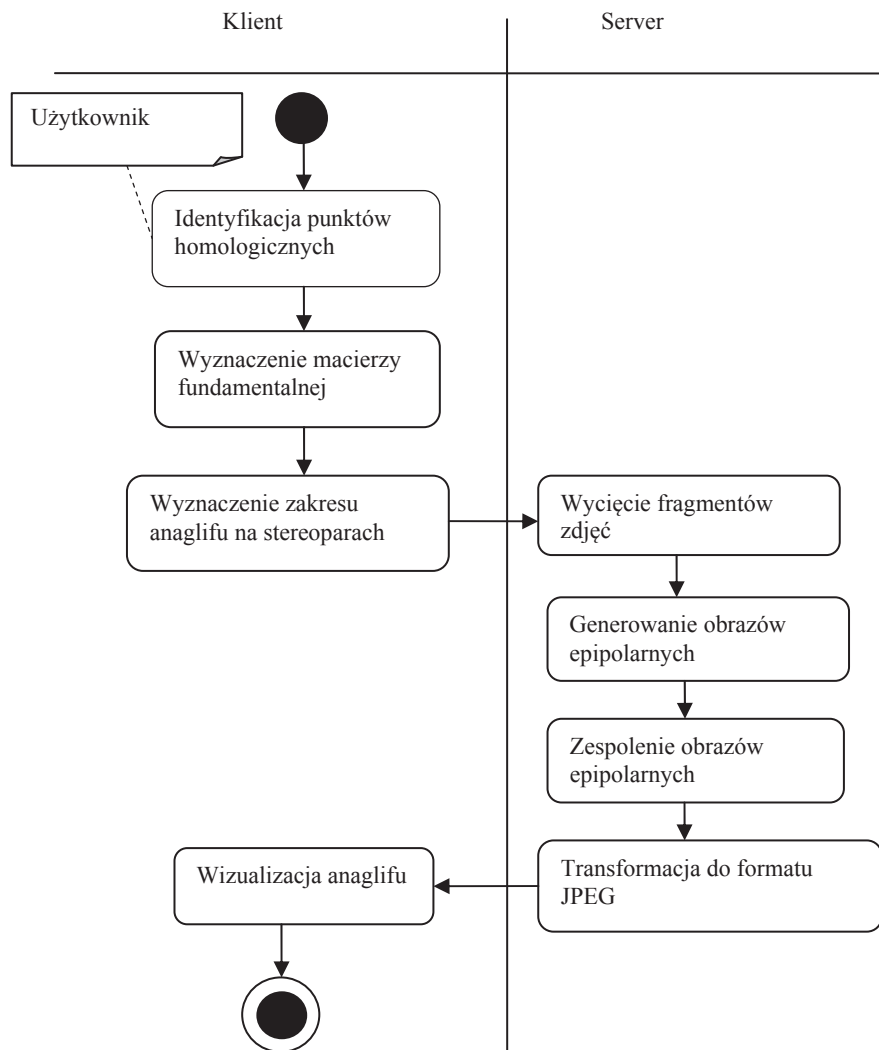 Klient
Server
Użytkownik
Identyfikacja punktów
homologicznych
Wyznaczenie macierzy
fundamentalnej
Wyznaczenie zakresu
anaglifu na stereoparach
Wycięcie fragmentów
zdjęć
Generowanie obrazów
epipolarnych
Zespolenie obrazów
epipolarnych
Transformacja do formatu
JPEG
Wizualizacja anaglifu